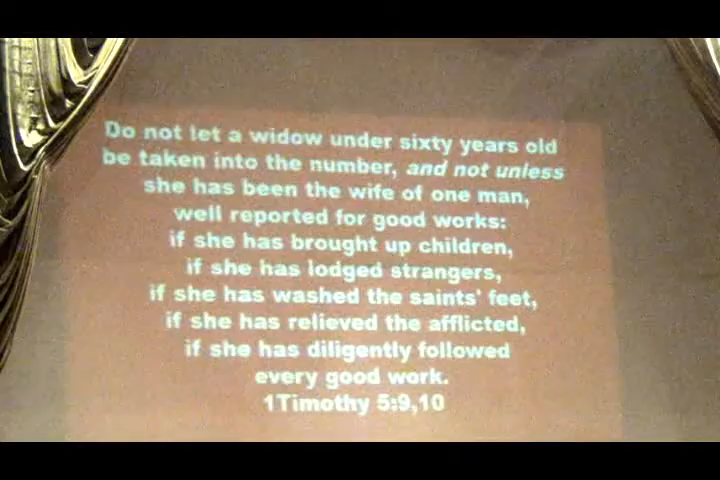 Do not let a widow under sixty years old
be taken into the number, and not unless
she has been the wife of one man,
well reported for good works:
if she has brought up children,
if she has lodged strangers,
if she has washed the saints' feet,
if she has relieved the afflicted,
if she has diligently followed
every good work.
1Timothy 5:9,10